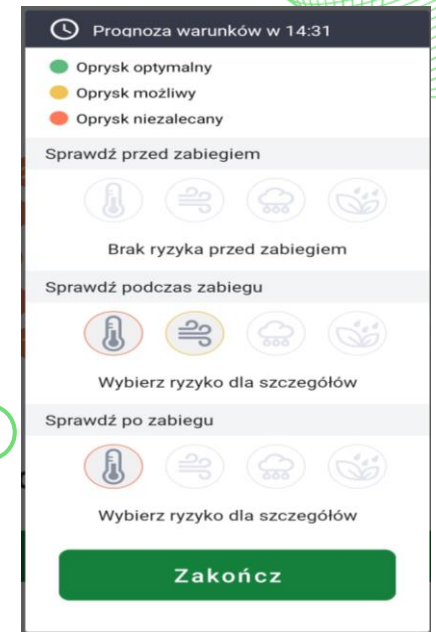 Prognoza warunków w 14:31
Oprysk optymalny
Oprysk możliwy
Oprysk niezalecany
Sprawdź przed zabiegiem
Brak ryzyka przed zabiegiem
Sprawdź podczas zabiegu
Wybierz ryzyko dla szczegółów
Sprawdź po zabiegu
Wybierz ryzyko dla szczegółów
Zakończ